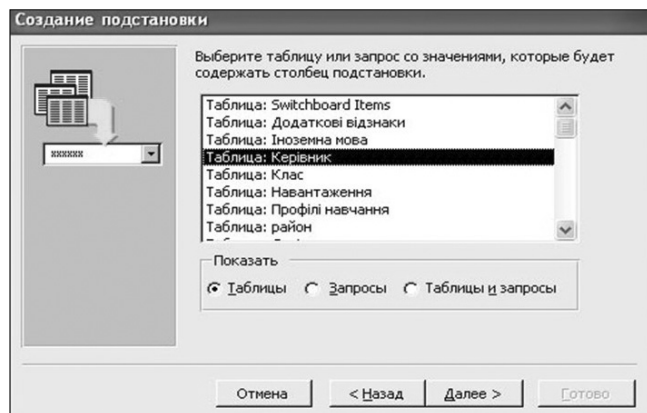 Создание подстановки
Выберите таблицу или запрос со значениями, которые будет
содержать столбец подстановки.
xxxxxx
Таблица: Switchboard Items
Таблица: Додаткові відзнаки
Таблица: Іноземна мова
Таблица: Керівник
Таблица: Клас
Таблица: Навантаження
Таблица: Профілі навчання
Таблица: район
Показать
Таблицы
Запросы
Таблицы и запросы
Отмена
< Назад
Далее >
Готово